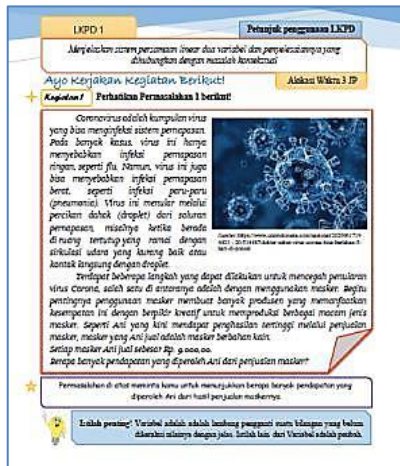 LKPD 1
Petunjuk penggunaan LKPD
Menjelaskan sistem persamaan linear dua variabel dan penyelesaiannya yang
dihubungkan dengan masalah kontekstual
Ayo Kerjakan Kegiatan Berikut!
Alokasi Waktu 3 JP
Kegiatan 1
Perhatikan Permasalahan 1 berikut!
Coronavirus adalah kumpulan virus
yang bisa menginfeksi sistem pernapasan.
Pada banyak kasus, virus ini hanya
menyebabkan infeksi pernapasan
ringan, seperti flu. Namun, virus ini juga
bisa menyebabkan infeksi pernapasan
berat, seperti infeksi paru-paru
(pneumonia). Virus ini menular melalui
percikan dahak (droplet) dari saluran
pernapasan, misalnya ketika berada
di ruang tertutup yang ramai dengan
sirkulasi udara yang kurang baik atau
kontak langsung dengan droplet.
Terdapat beberapa langkah yang dapat dilakukan untuk mencegah penularan
virus Corona, salah satu di antaranya adalah dengan menggunakan masker. Begitu
pentingnya penggunaan masker membuat banyak produsen yang memanfaatkan
kesempatan ini dengan berpikir kreatif untuk memproduksi berbagai macam jenis
masker. Seperti Ani yang kini mendapat penghasilan tertinggi melalui penjualan
masker, masker yang Ani jual adalah masker berbahan kain.
Setiap masker Ani jual sebesar Rp. 9.000,00.
Berapa banyak pendapatan yang diperoleh Ani dari penjualan masker?
Permasalahan di atas meminta kamu untuk menunjukkan berapa banyak pendapatan yang
diperoleh Ani dari hasil penjualan maskernya.
Istilah penting! Variabel adalah adalah lambang pengganti suatu bilangan yang belum
diketahui nilainya dengan jelas. Istilah lain dari Variabel adalah peubah.